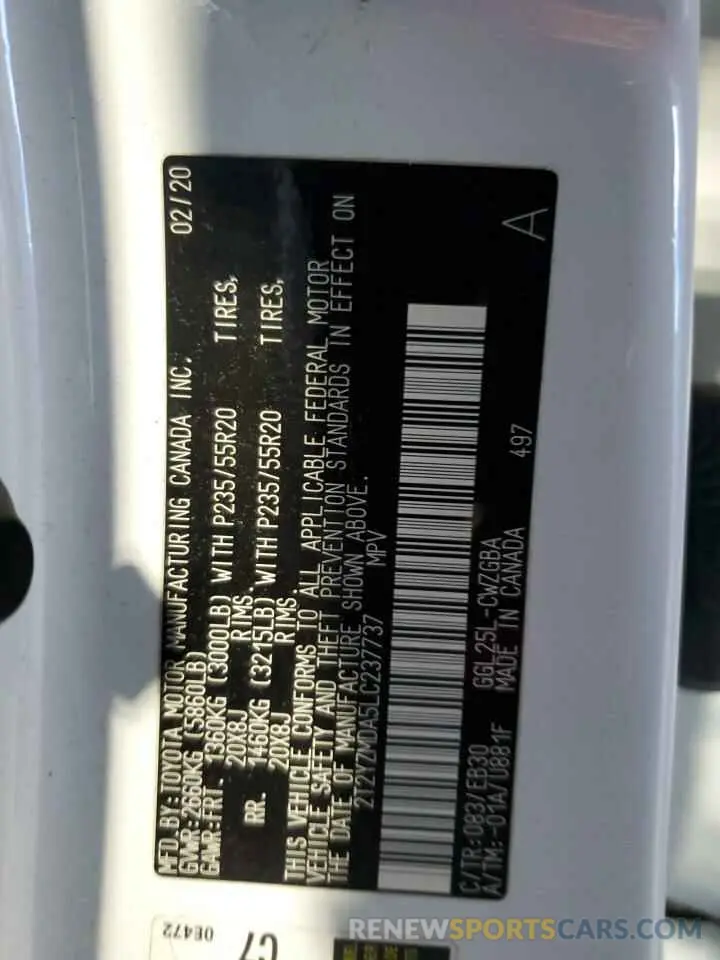 MFD.BY:TOYOTA MOTOR MANUFACTURING CANADA INC. 02/20
GVWR:2660KG (5860LB)
GAWR:FRT. 1360KG (3000LB) WITH P235/55R20 TIRES,
20X8J RIMS.
RR. 1460KG (3215LB) WITH P235/55R20 TIRES,
20X8J RIMS.
THIS VEHICLE CONFORMS TO ALL APPLICABLE FEDERAL MOTOR
VEHICLE SAFETY AND THEFT PREVENTION STANDARDS IN EFFECT ON
THE DATE OF MANUFACTURE SHOWN ABOVE.
2T2YZMDA5LC237737 MPV
C/TR:083/EB30 GGL25L-CWZGBA
A/TM:-01A/U881F MADE IN CANADA 497 A
0E472
C7
RENEWSPORTSCARS.COM